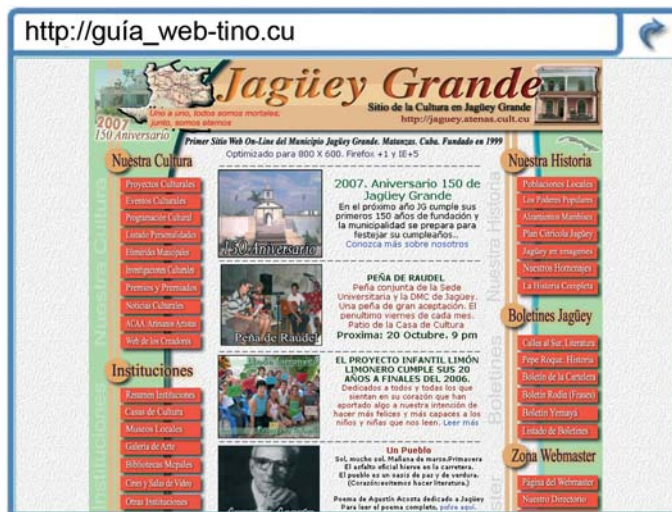 http://guía_web-tino.cu
Jagüey Grande
Sitio de la Cultura en Jagüey Grande
http://jaguey.atenas.cult.cu
Uno a uno, todos somos mortales;
junto, somos eternos
2007
150 Aniversario
Primer Sitio Web On-Line del Municipio Jagüey Grande. Matanzas. Cuba. Fundado en 1999
Optimizado para 800 X 600. Firefox +1 y IE+5
Nuestra Cultura
Proyectos Culturales
Eventos Culturales
Programación Cultural
Listado Personalidades
Efemérides Municipales
Investigaciones Culturales
Premios y Premiados
Noticias Culturales
ACAA. Artesanos Artistas
Web de los Creadores
Instituciones
Resumen Instituciones
Casas de Cultura
Museos Locales
Galería de Arte
Bibliotecas Mcpales
Cines y Salas de Video
Otras Instituciones
Nuestra Cultura
Instituciones
150 Aniversario
2007. Aniversario 150 de
Jagüey Grande
En el próximo año JG cumple sus
primeros 150 años de fundación y
la municipalidad se prepara para
festejar su cumpleaños..
Conozca más sobre nosotros
Peña de Raudel
PEÑA DE RAUDEL
Peña conjunta de la Sede
Universitaria y la DMC de Jagüey.
Una peña de gran aceptación. El
penultimo viernes de cada mes.
Patio de la Casa de Cultura
Proxima: 20 Octubre. 9 pm
EL PROYECTO INFANTIL LIMÓN
LIMONERO CUMPLE SUS 20
AÑOS A FINALES DEL 2006.
Dedicados a todos y todas los que
sientan en su corazón que han
aportado algo a nuestra intención de
hacer más felices y más capaces a los
niños y niñas que nos leen. Leer más
Un Pueblo
Sol, mucho sol. Mañana de marzo.Primavera
El asfalto oficial hierve en la carretera.
El pueblo es un oasis de paz y de verdura.
(Corazón:evitemos hacer literatura.)
Poema de Agustín Acosta dedicado a Jagüey
Para leer el poema completo, pulse aquí.
Nuestra Historia
Boletines
Nuestra Historia
Poblaciones Locales
Los Poderes Populares
Alzamientos Mambises
Plan Citrícola Jagüey
Jagüey en imagenes
Nuestros Homenajes
La Historia Completa
Boletines Jagüey
Calles al Sur. Literatura
Pepe Roque. Historia
Boletín de la Cartelera
Boletín Rodia (Frases)
Boletín Yemayá
Listado de Boletines
Zona Webmaster
Página del Webmaster
Nuestro Directorio